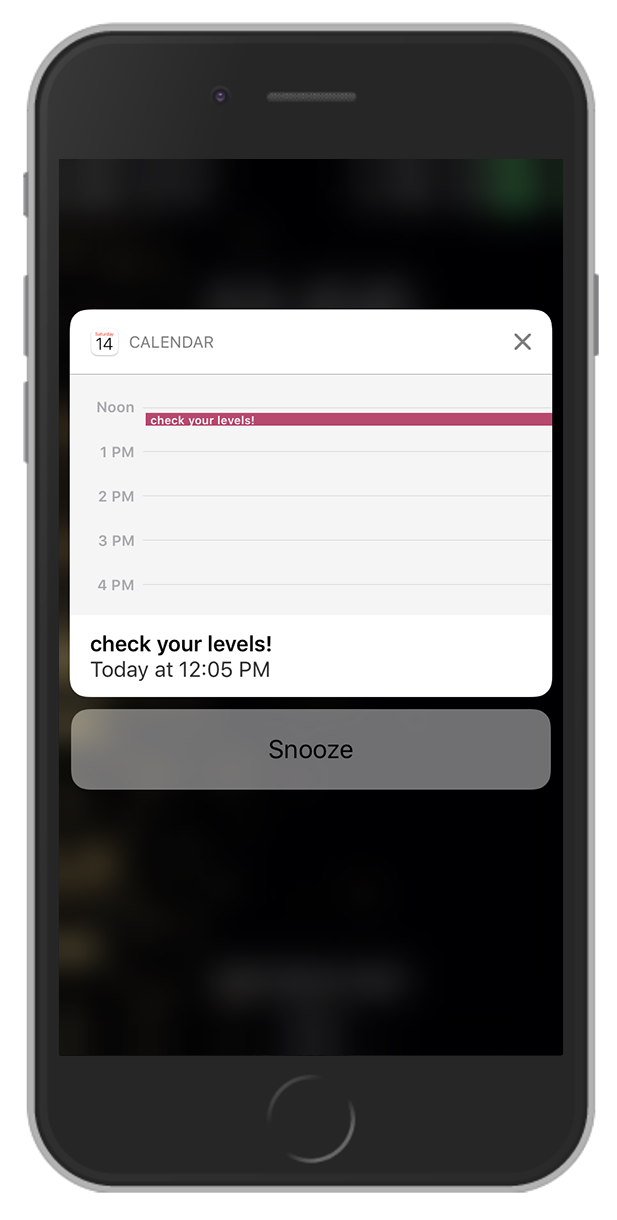 Saturday
14
CALENDAR
Noon
check your levels!
1 PM
2 PM
3 PM
4 PM
check your levels!
Today at 12:05 PM
Snooze